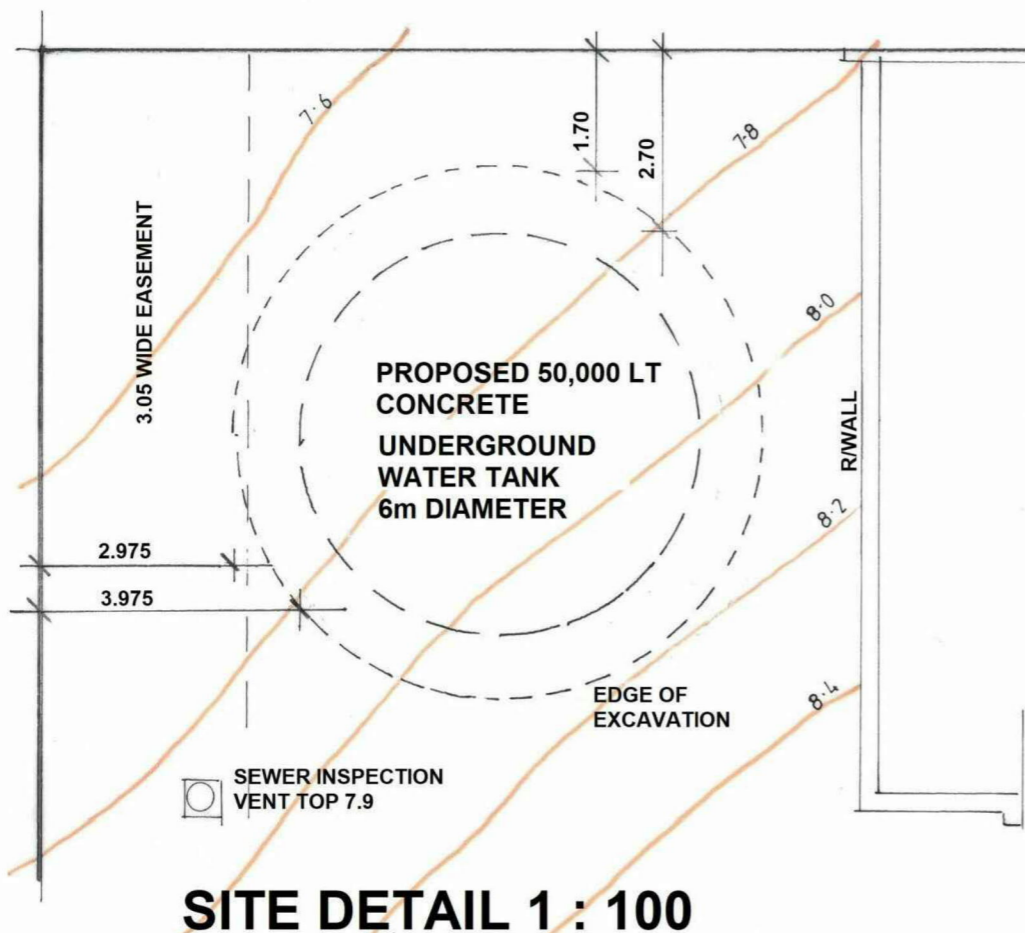 7·6
1.70
2.70
7·8
3.05 WIDE EASEMENT
8·0
PROPOSED 50,000 LT
CONCRETE
UNDERGROUND
WATER TANK
6m DIAMETER
R/WALL
8·2
2.975
3.975
EDGE OF
EXCAVATION
8·4
SEWER INSPECTION
VENT TOP 7.9
SITE DETAIL 1 : 100